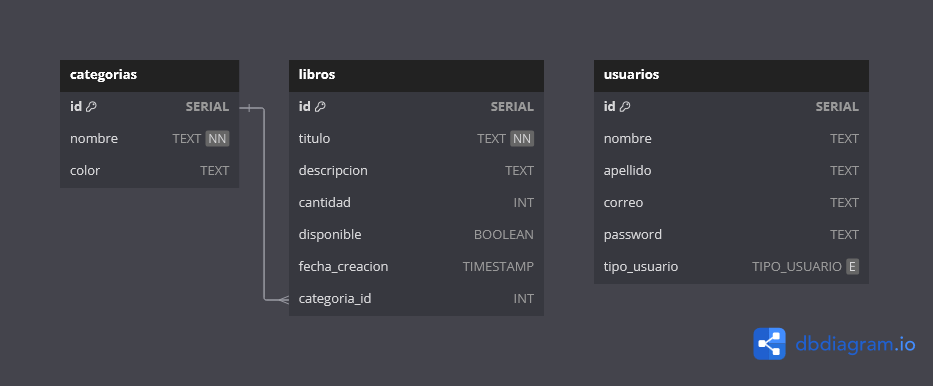 categorias
id SERIAL
nombre TEXT NN
color TEXT
libros
id SERIAL
titulo TEXT NN
descripcion TEXT
cantidad INT
disponible BOOLEAN
fecha_creacion TIMESTAMP
categoria_id INT
usuarios
id SERIAL
nombre TEXT
apellido TEXT
correo TEXT
password TEXT
tipo_usuario TIPO_USUARIO E
dbdiagram.io